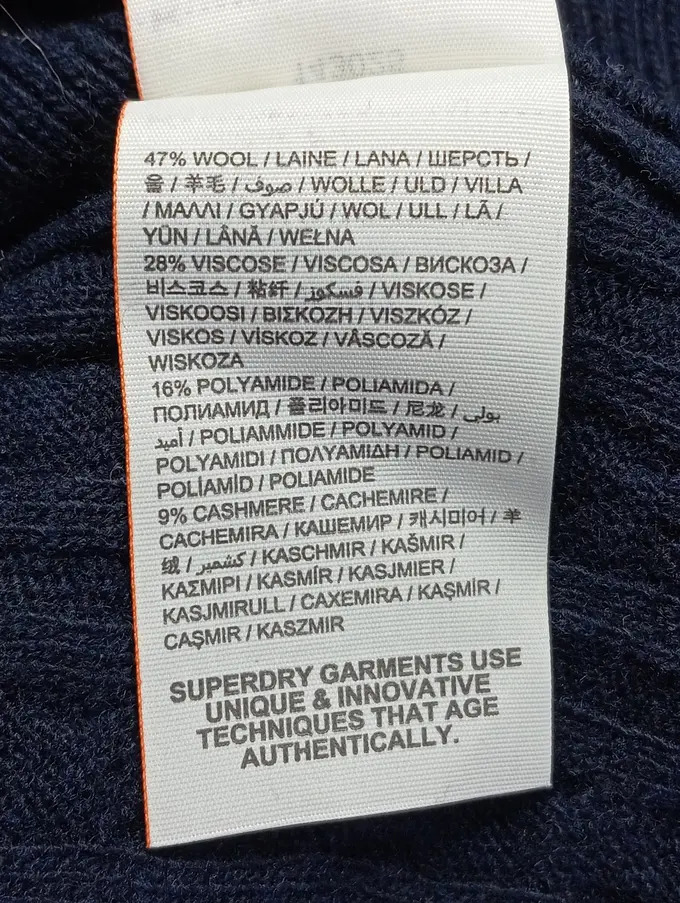 47% WOOL / LAINE / LANA / ШЕРСТЬ /
울 / 羊毛 / صوف / WOLLE / ULD / VILLA
/ ΜΑΛΛΙ / GYAPJÚ / WOL / ULL / LÃ /
YÜN / LÂNĂ / WEŁNA
28% VISCOSE / VISCOSA / ВИСКОЗА /
비스코스 / 粘纤 / فسكوز / VISKOSE /
VISKOOSI / ΒΙΣΚΟΖΗ / VISZKÓZ /
VISKOS / VİSKOZ / VÂSCOZĂ /
WISKOZA
16% POLYAMIDE / POLIAMIDA /
ПОЛИАМИД / 폴리아미드 / 尼龙 / بولي
أميد / POLIAMMIDE / POLYAMID /
POLYAMIDI / ΠΟΛΥΑΜΙΔΗ / POLIAMID /
POLİAMİD / POLIAMIDE
9% CASHMERE / CACHEMIRE /
CACHEMIRA / КАШЕМИР / 캐시미어 / 羊
绒 / كشمير / KASCHMIR / KAŠMIR /
ΚΑΣΜΙΡΙ / KASMÍR / KASJMIER /
KASJMIRULL / CAXEMIRA / KAŞMİR /
CAŞMIR / KASZMIR
SUPERDRY GARMENTS USE
UNIQUE & INNOVATIVE
TECHNIQUES THAT AGE
AUTHENTICALLY.